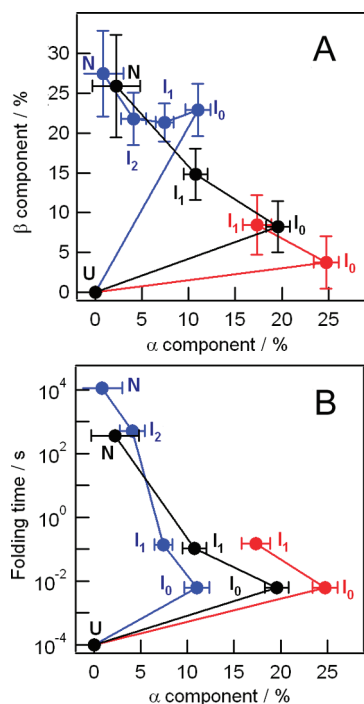 A
30
25
20
15
10
5
0
β component / %
N
N
I1
I0
I2
I1
I0
I1
I0
U
0 5 10 15 20 25
α component / %
B
10^4
10^2
10^0
10^-2
10^-4
Folding time / s
N
I2
N
I1
I1
I1
I0
I0
I0
U
0 5 10 15 20 25
α component / %